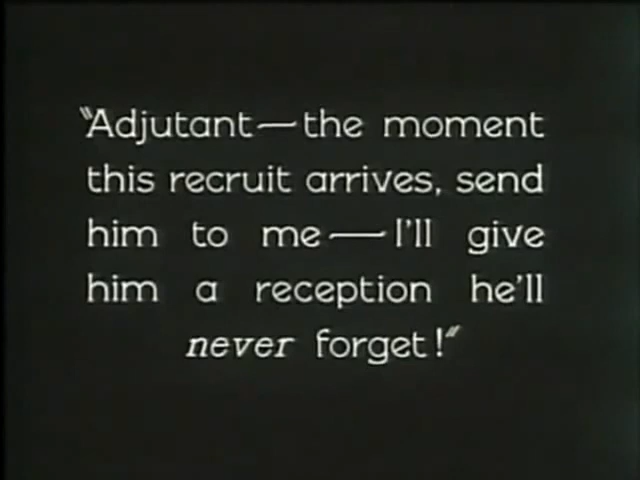 "Adjutant—the moment
this recruit arrives, send
him to me—I'll give
him a reception he'll
never forget!"